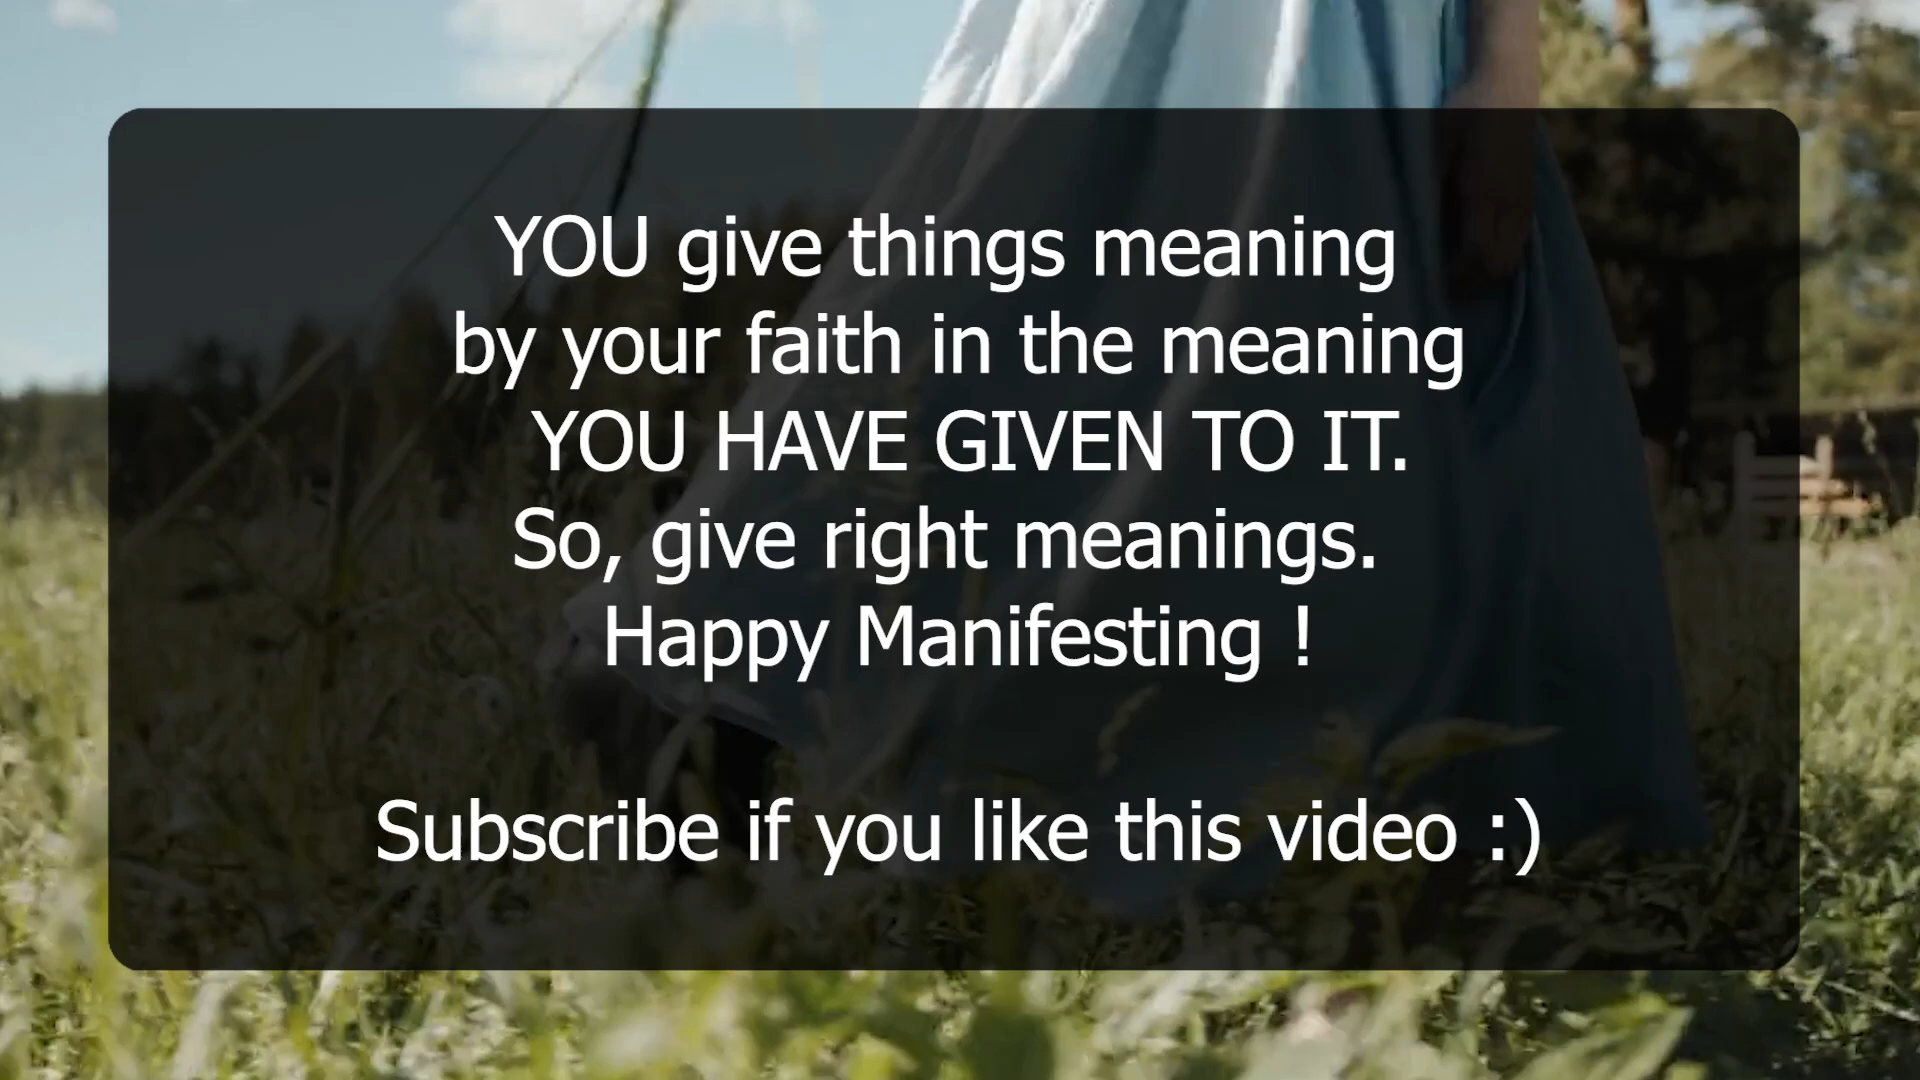 YOU give things meaning
by your faith in the meaning
YOU HAVE GIVEN TO IT.
So, give right meanings.
Happy Manifesting !
Subscribe if you like this video :)